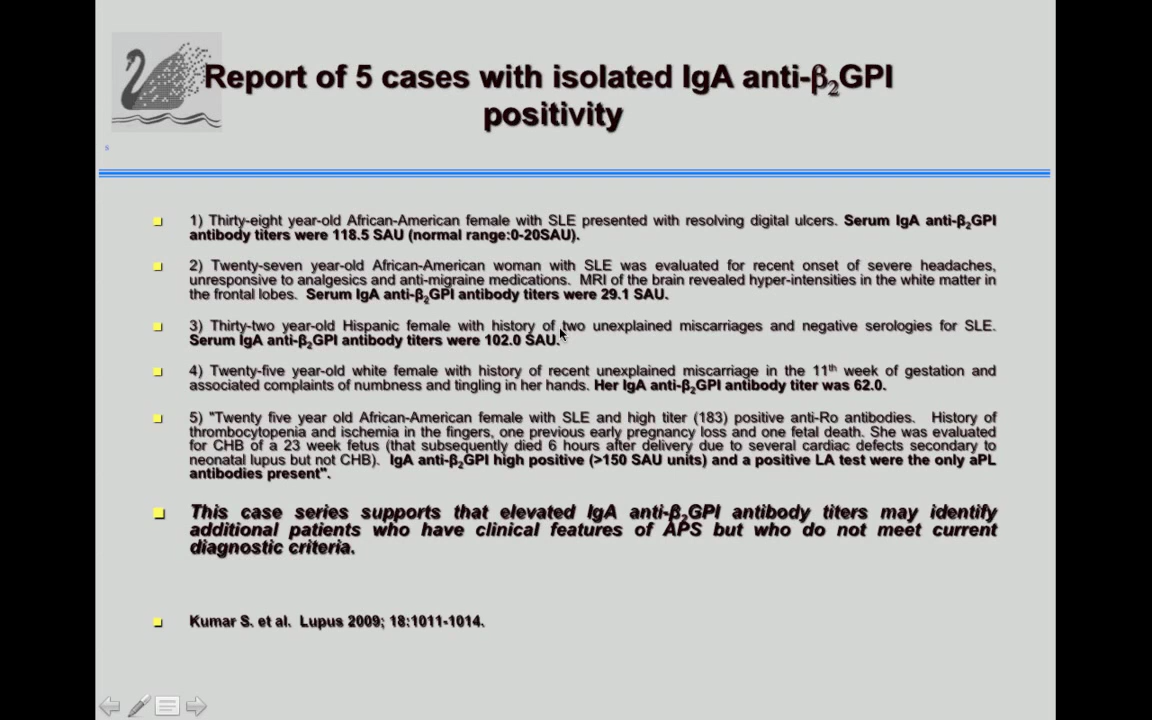 Report of 5 cases with isolated IgA anti-β₂GPI
positivity
s
1) Thirty-eight year-old African-American female with SLE presented with resolving digital ulcers. Serum IgA anti-β₂GPI
antibody titers were 118.5 SAU (normal range:0-20SAU).
2) Twenty-seven year-old African-American woman with SLE was evaluated for recent onset of severe headaches,
unresponsive to analgesics and anti-migraine medications. MRI of the brain revealed hyper-intensities in the white matter in
the frontal lobes. Serum IgA anti-β₂GPI antibody titers were 29.1 SAU.
3) Thirty-two year-old Hispanic female with history of two unexplained miscarriages and negative serologies for SLE.
Serum IgA anti-β₂GPI antibody titers were 102.0 SAU.
4) Twenty-five year-old white female with history of recent unexplained miscarriage in the 11th week of gestation and
associated complaints of numbness and tingling in her hands. Her IgA anti-β₂GPI antibody titer was 62.0.
5) "Twenty five year old African-American female with SLE and high titer (183) positive anti-Ro antibodies. History of
thrombocytopenia and ischemia in the fingers, one previous early pregnancy loss and one fetal death. She was evaluated
for CHB of a 23 week fetus (that subsequently died 6 hours after delivery due to several cardiac defects secondary to
neonatal lupus but not CHB). IgA anti-β₂GPI high positive (>150 SAU units) and a positive LA test were the only aPL
antibodies present".
This case series supports that elevated IgA anti-β₂GPI antibody titers may identify
additional patients who have clinical features of APS but who do not meet current
diagnostic criteria.
Kumar S. et al. Lupus 2009; 18:1011-1014.